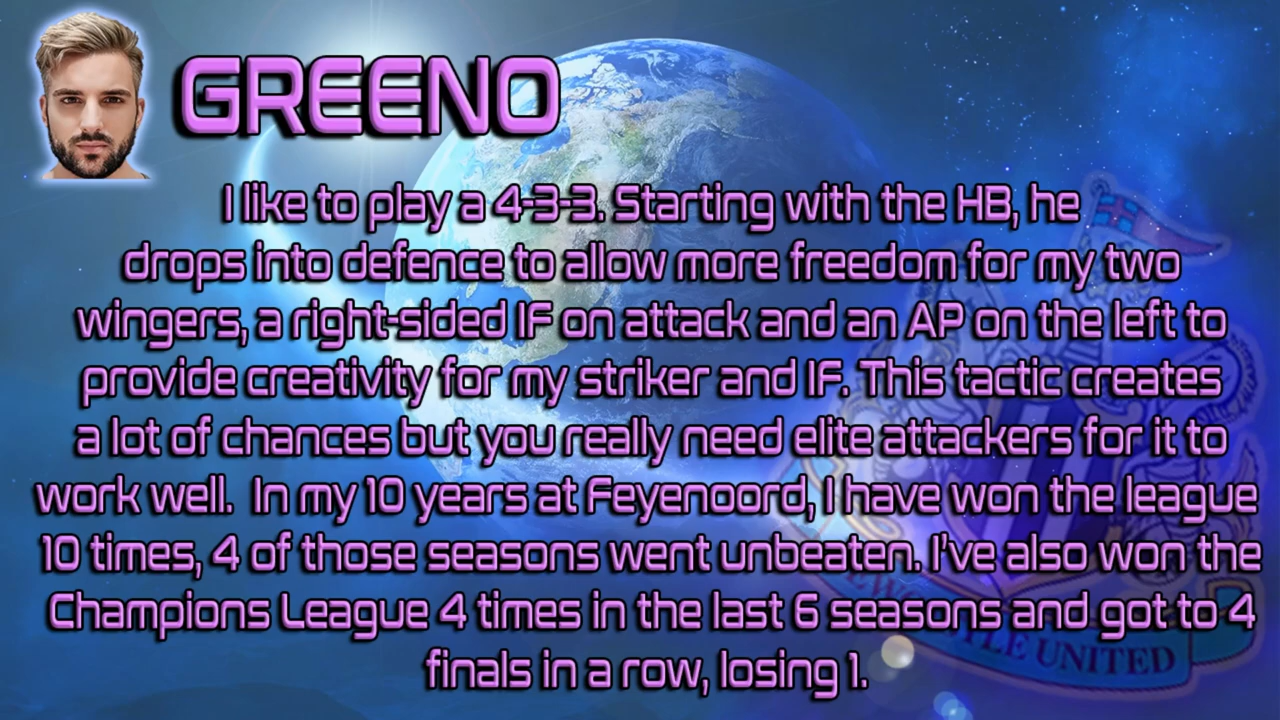 GREENO
I like to play a 4-3-3. Starting with the HB, he
drops into defence to allow more freedom for my two
wingers, a right-sided IF on attack and an AP on the left to
provide creativity for my striker and IF. This tactic creates
a lot of chances but you really need elite attackers for it to
work well.  In my 10 years at Feyenoord, I have won the league
10 times, 4 of those seasons went unbeaten. I've also won the
Champions League 4 times in the last 6 seasons and got to 4
finals in a row, losing 1.
UNITED